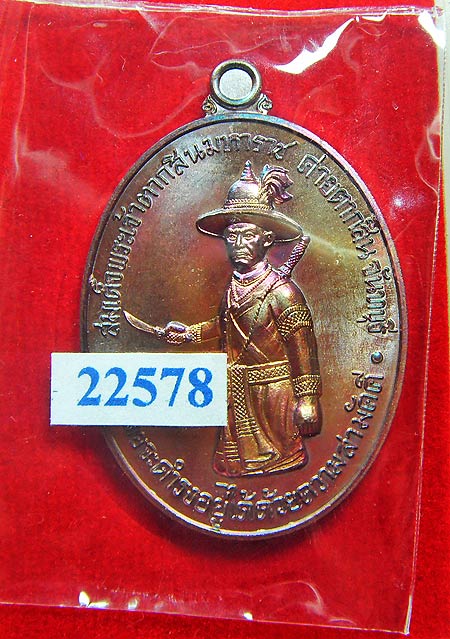 สมเด็จพระเจ้าตากสินมหาราช ค่ายตากสิน จันทบุรี •
22578
จะดำรงอยู่ได้ด้วยความสามัคคี